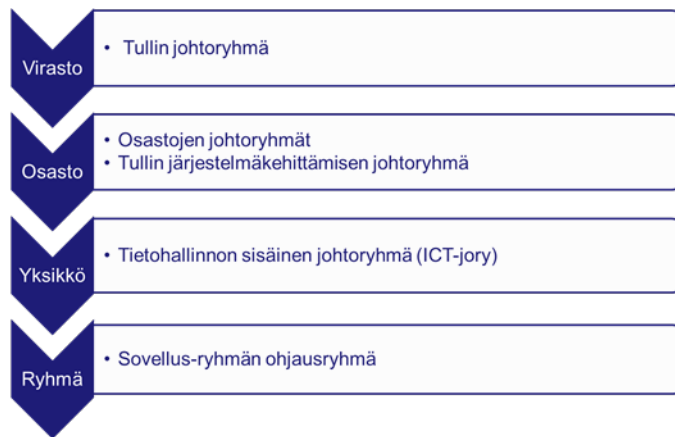 Virasto
• Tullin johtoryhmä
Osasto
• Osastojen johtoryhmät
• Tullin järjestelmäkehittämisen johtoryhmä
Yksikkö
• Tietohallinnon sisäinen johtoryhmä (ICT-jory)
Ryhmä
• Sovellus-ryhmän ohjausryhmä